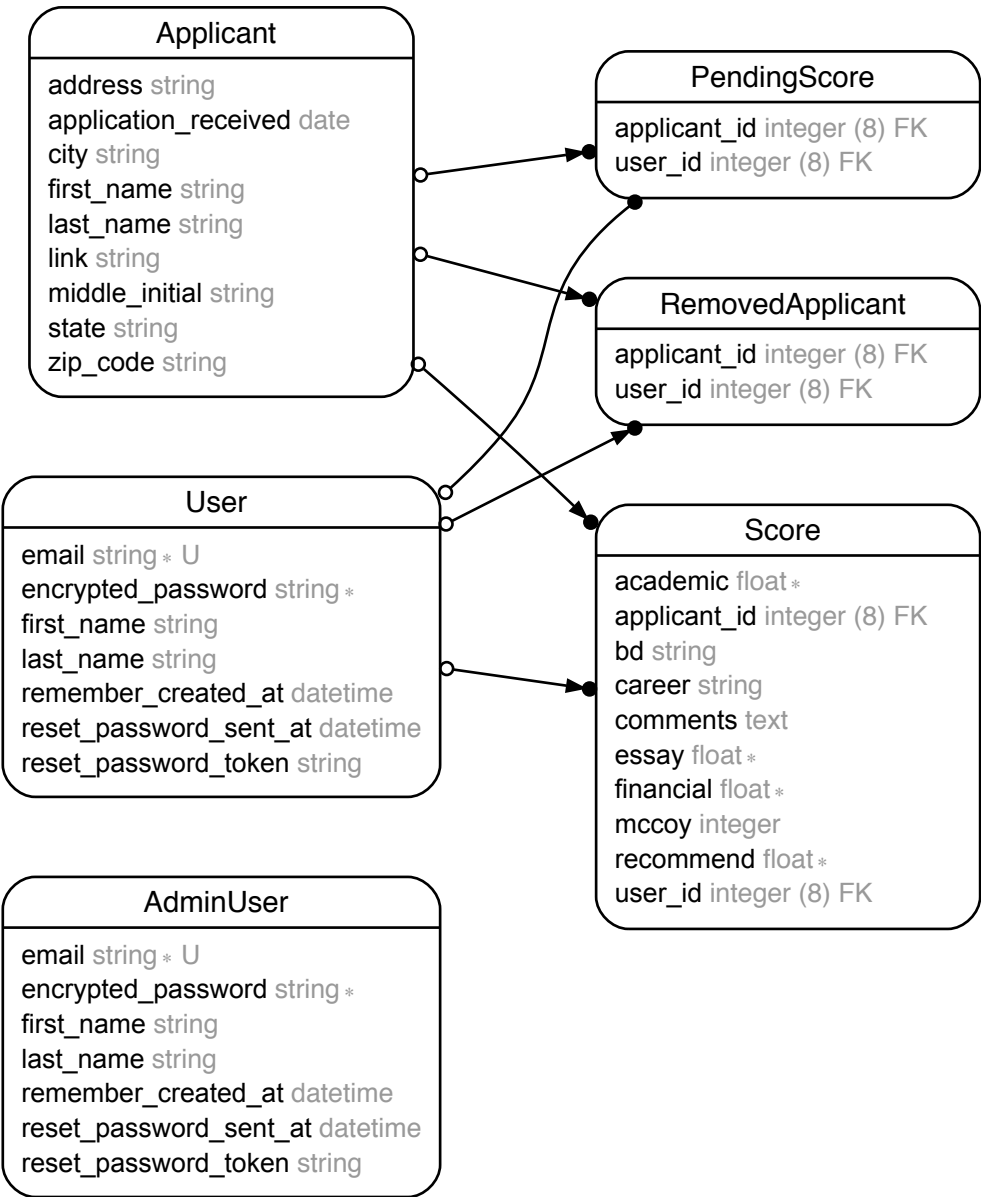 Applicant
address string
application_received date
city string
first_name string
last_name string
link string
middle_initial string
state string
zip_code string
PendingScore
applicant_id integer (8) FK
user_id integer (8) FK
RemovedApplicant
applicant_id integer (8) FK
user_id integer (8) FK
User
email string∗ U
encrypted_password string∗
first_name string
last_name string
remember_created_at datetime
reset_password_sent_at datetime
reset_password_token string
Score
academic float∗
applicant_id integer (8) FK
bd string
career string
comments text
essay float∗
financial float∗
mccoy integer
recommend float∗
user_id integer (8) FK
AdminUser
email string∗ U
encrypted_password string∗
first_name string
last_name string
remember_created_at datetime
reset_password_sent_at datetime
reset_password_token string